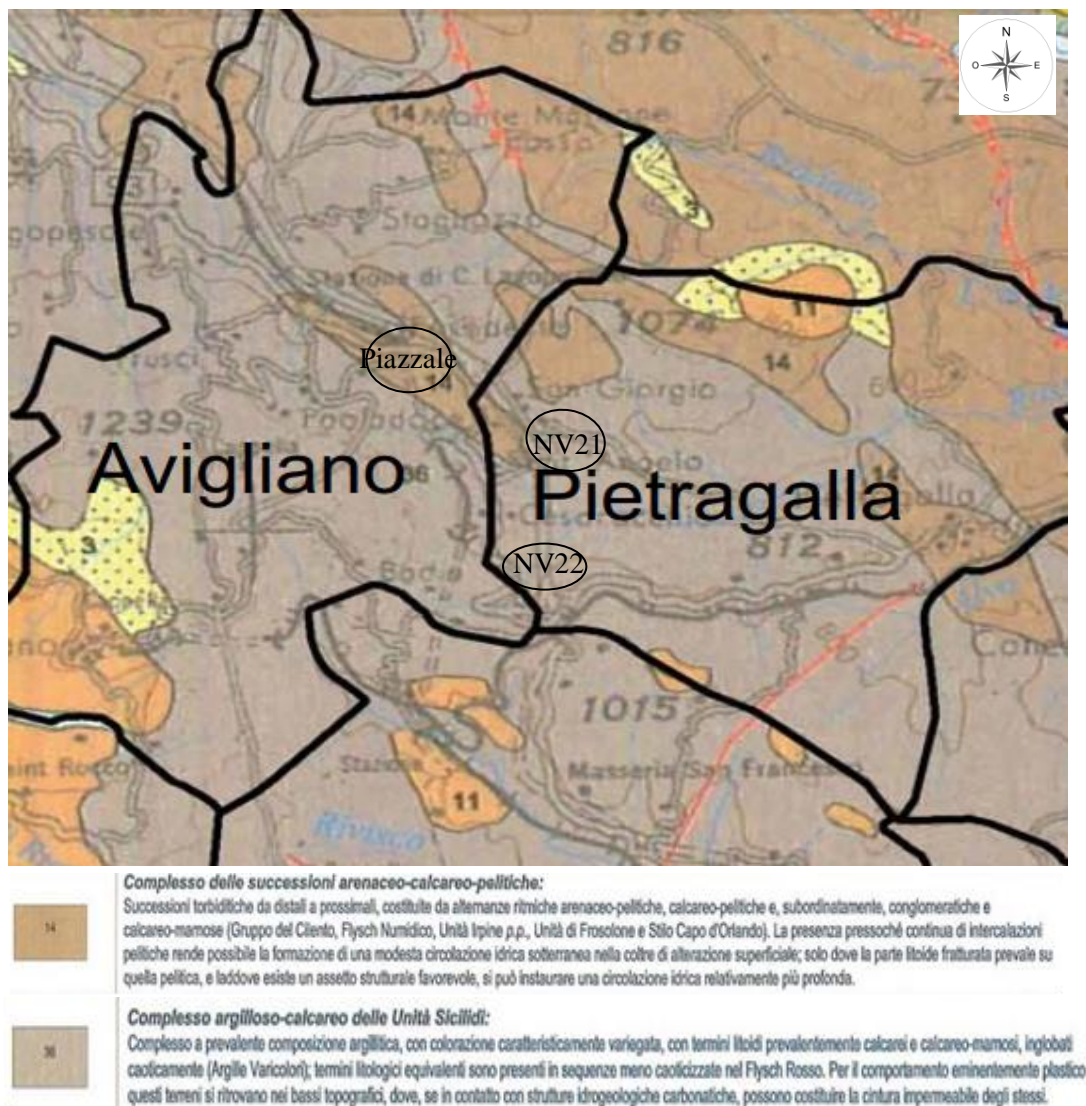 N
O E
S
816
14
Monte Ma
93
Stazione di C. Lagop
1074
11
14
Piazzale
San Giorgio
1239
NV21
Avigliano
36
14
Pietragalla
812
3
NV22
1015
Stazione
Masseria San Francesco
11
14
Complesso delle successioni arenaceo-calcareo-pelitiche:
Successioni torbiditiche da distali a prossimali, costituite da alternanze ritmiche arenaceo-pelitiche, calcareo-pelitiche e, subordinatamente, conglomeratiche e
calcareo-marnose (Gruppo del Cilento, Flysch Numidico, Unità Irpine p.p., Unità di Frosolone e Stilo Capo d'Orlando). La presenza pressoché continua di intercalazioni
pelitiche rende possibile la formazione di una modesta circolazione idrica sotterranea nella coltre di alterazione superficiale; solo dove la parte litoide fratturata prevale su
quella pelitica, e laddove esiste un assetto strutturale favorevole, si può instaurare una circolazione idrica relativamente più profonda.
36
Complesso argilloso-calcareo delle Unità Sicilidi:
Complesso a prevalente composizione argillitica, con colorazione caratteristicamente variegata, con termini litoidi prevalentemente calcarei e calcareo-marnosi, inglobati
caoticamente (Argille Varicolori); termini litologici equivalenti sono presenti in sequenze meno caoticizzate nel Flysch Rosso. Per il comportamento eminentemente plastico
questi terreni si ritrovano nei bassi topografici, dove, se in contatto con strutture idrogeologiche carbonatiche, possono costituire la cintura impermeabile degli stessi.